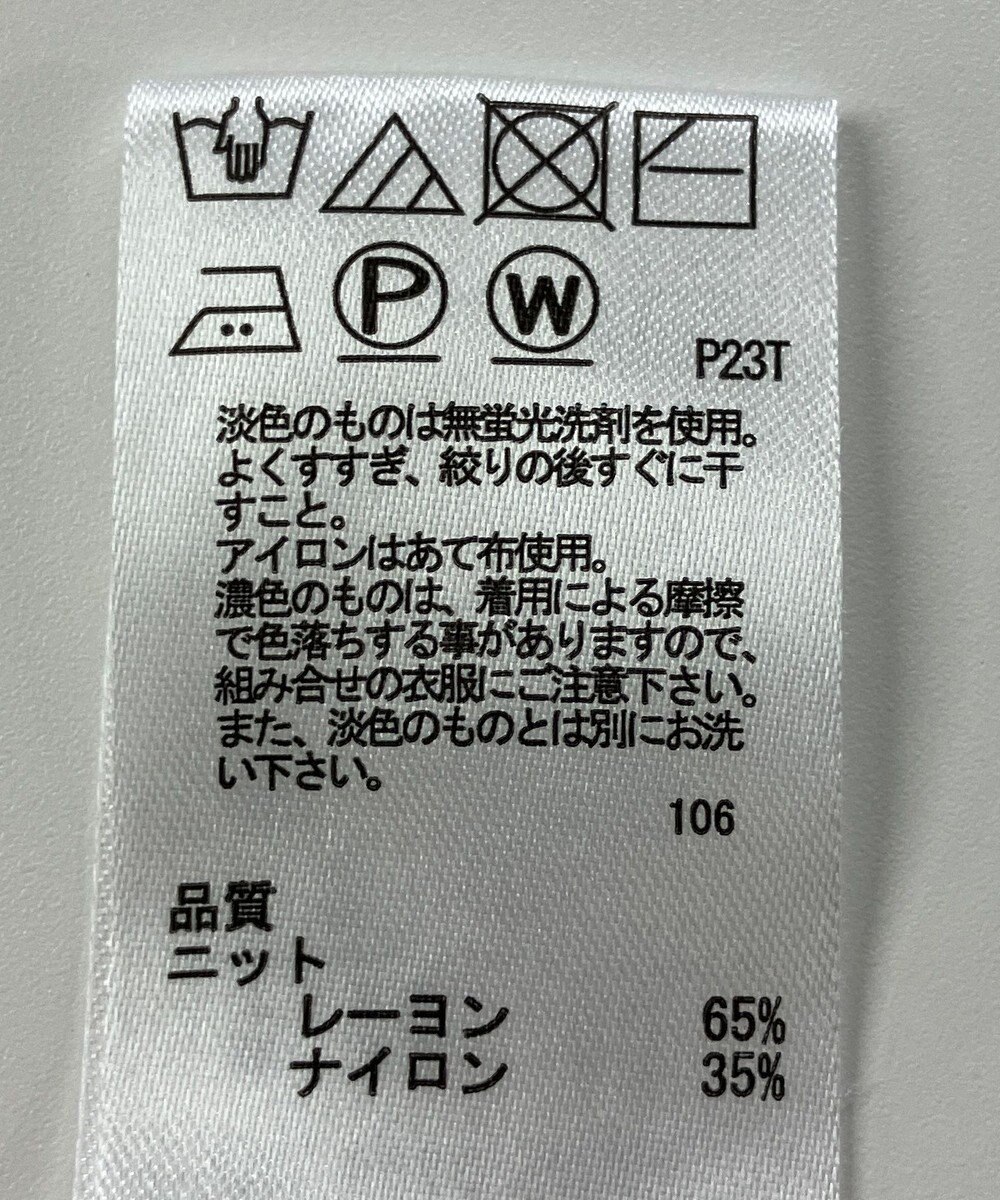 P W P23T
淡色のものは無蛍光洗剤を使用。
よくすすぎ、絞りの後すぐに干
すこと。
アイロンはあて布使用。
濃色のものは、着用による摩擦
で色落ちする事がありますので、
組み合せの衣服にご注意下さい。
また、淡色のものとは別にお洗
い下さい。
106
品質
ニット
レーヨン 65%
ナイロン 35%